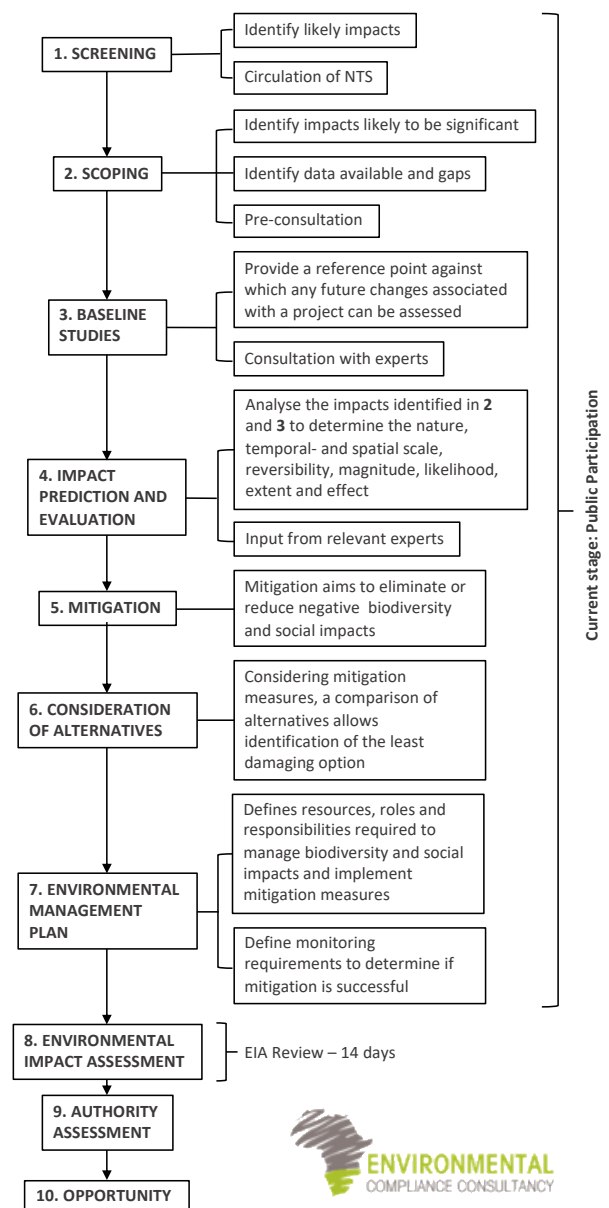 1. SCREENING
Identify likely impacts
Circulation of NTS
2. SCOPING
Identify impacts likely to be significant
Identify data available and gaps
Pre-consultation
3. BASELINE
STUDIES
Provide a reference point against
which any future changes associated
with a project can be assessed
Consultation with experts
4. IMPACT
PREDICTION AND
EVALUATION
Analyse the impacts identified in 2
and 3 to determine the nature,
temporal- and spatial scale,
reversibility, magnitude, likelihood,
extent and effect
Input from relevant experts
5. MITIGATION
Mitigation aims to eliminate or
reduce negative biodiversity
and social impacts
6. CONSIDERATION
OF ALTERNATIVES
Considering mitigation
measures, a comparison of
alternatives allows
identification of the least
damaging option
7. ENVIRONMENTAL
MANAGEMENT
PLAN
Defines resources, roles and
responsibilities required to
manage biodiversity and social
impacts and implement
mitigation measures
Define monitoring
requirements to determine if
mitigation is successful
Current stage: Public Participation
8. ENVIRONMENTAL
IMPACT ASSESSMENT
EIA Review – 14 days
9. AUTHORITY
ASSESSMENT
10. OPPORTUNITY
ENVIRONMENTAL
COMPLIANCE CONSULTANCY